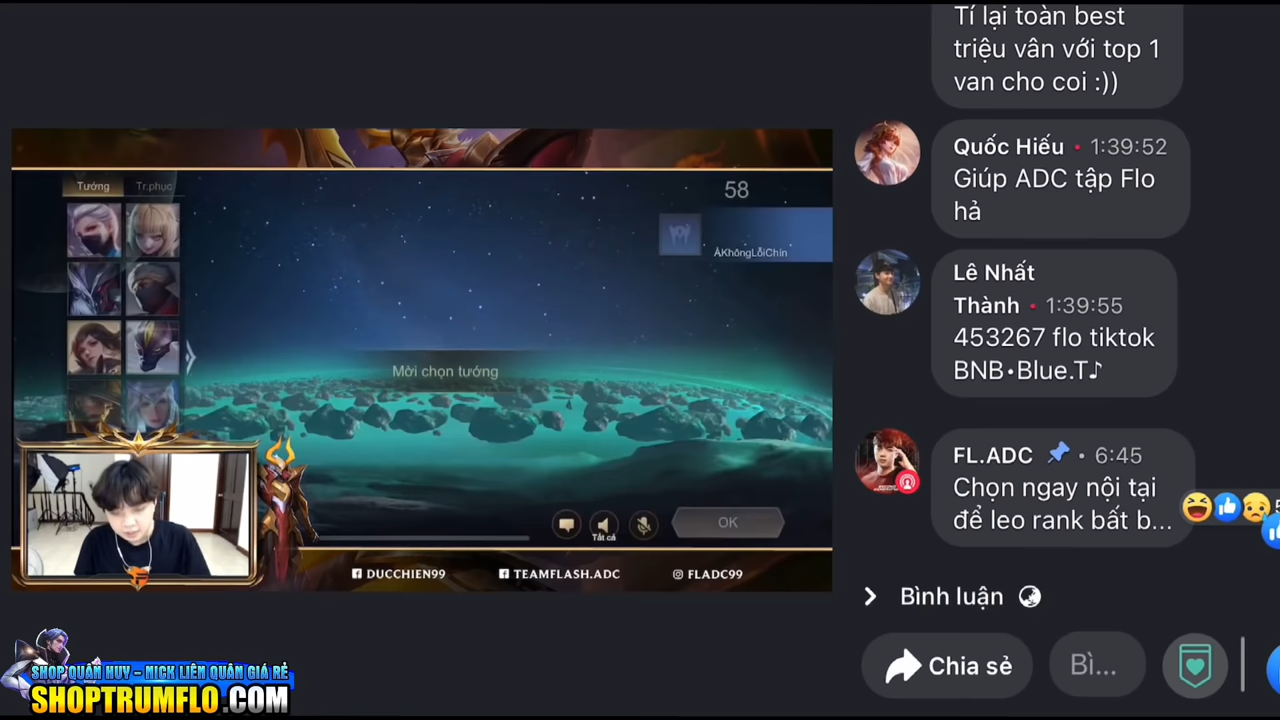 Tí lại toàn best
triệu vân với top 1
van cho coi :))
Quốc Hiếu • 1:39:52
Giúp ADC tập Flo
hả
Lê Nhất
Thành • 1:39:55
453267 flo tiktok
BNB•Blue.T♪
FL.ADC • 6:45
Chọn ngay nội tại
để leo rank bất b...
Bình luận
Chia sẻ
Bì...
Tướng
Tr.phục
58
ÁKhôngLỗiChín
Mời chọn tướng
Tất cả
OK
DUCCHIEN99
TEAMFLASH.ADC
FLADC99
SHOP QUÂN HUY - NICK LIÊN QUÂN GIÁ RẺ
SHOPTRUMFLO.COM